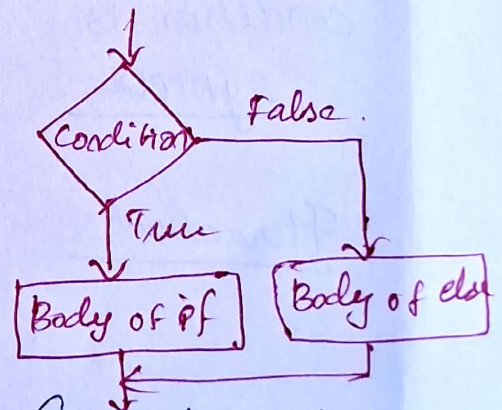 False.
Condition
True
Body of if
Body of else